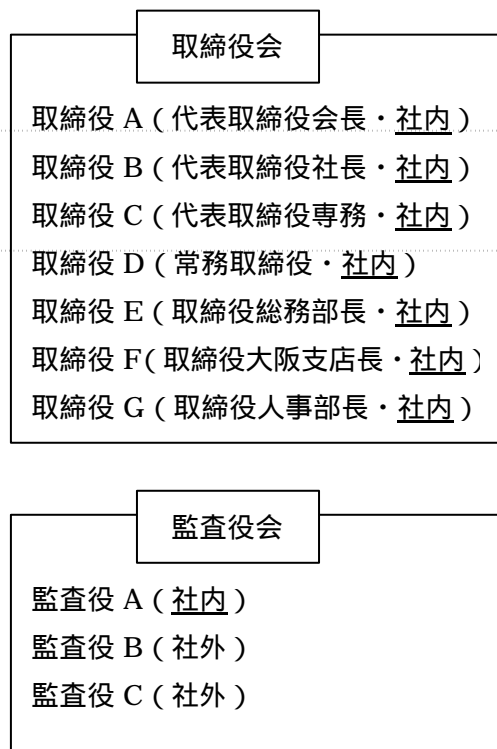 取締役会
取締役 A ( 代表取締役会長・社内 )
取締役 B ( 代表取締役社長・社内 )
取締役 C ( 代表取締役専務・社内 )
取締役 D ( 常務取締役・社内 )
取締役 E ( 取締役総務部長・社内 )
取締役 F( 取締役大阪支店長・社内 )
取締役 G ( 取締役人事部長・社内 )
監査役会
監査役 A ( 社内 )
監査役 B ( 社外 )
監査役 C ( 社外 )